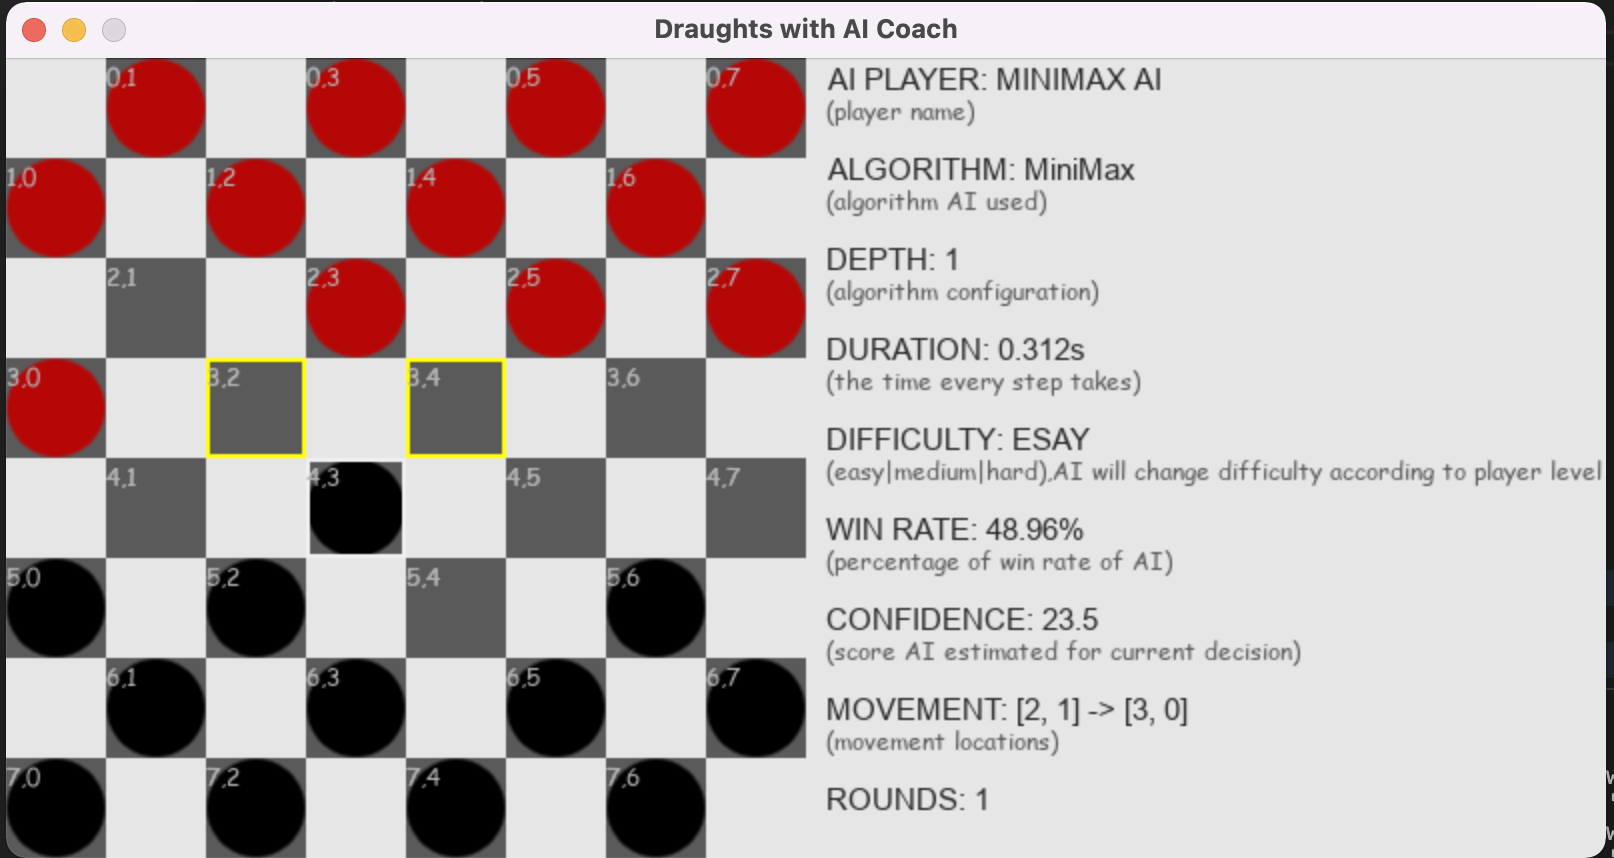 Draughts with AI Coach
0,1 0,3 0,5 0,7
1,0 1,2 1,4 1,6
2,1 2,3 2,5 2,7
3,0 3,2 3,4 3,6
4,1 4,3 4,5 4,7
5,0 5,2 5,4 5,6
6,1 6,3 6,5 6,7
7,0 7,2 7,4 7,6
AI PLAYER: MINIMAX AI
(player name)
ALGORITHM: MiniMax
(algorithm AI used)
DEPTH: 1
(algorithm configuration)
DURATION: 0.312s
(the time every step takes)
DIFFICULTY: ESAY
(easy|medium|hard),AI will change difficulty according to player level
WIN RATE: 48.96%
(percentage of win rate of AI)
CONFIDENCE: 23.5
(score AI estimated for current decision)
MOVEMENT: [2, 1] -> [3, 0]
(movement locations)
ROUNDS: 1